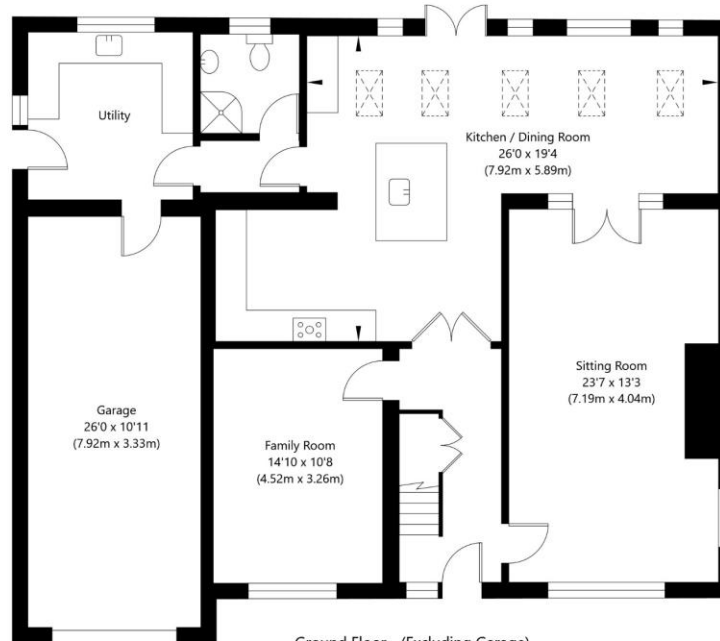 Utility
Kitchen / Dining Room
26'0 x 19'4
(7.92m x 5.89m)
Sitting Room
23'7 x 13'3
(7.19m x 4.04m)
Garage
26'0 x 10'11
(7.92m x 3.33m)
Family Room
14'10 x 10'8
(4.52m x 3.26m)
Ground Floor (Excluding Garage)